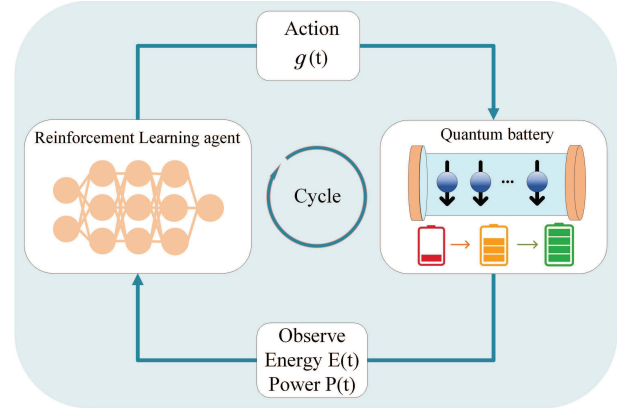 Action
g(t)
Reinforcement Learning agent
Quantum battery
...
Cycle
Observe
Energy E(t)
Power P(t)